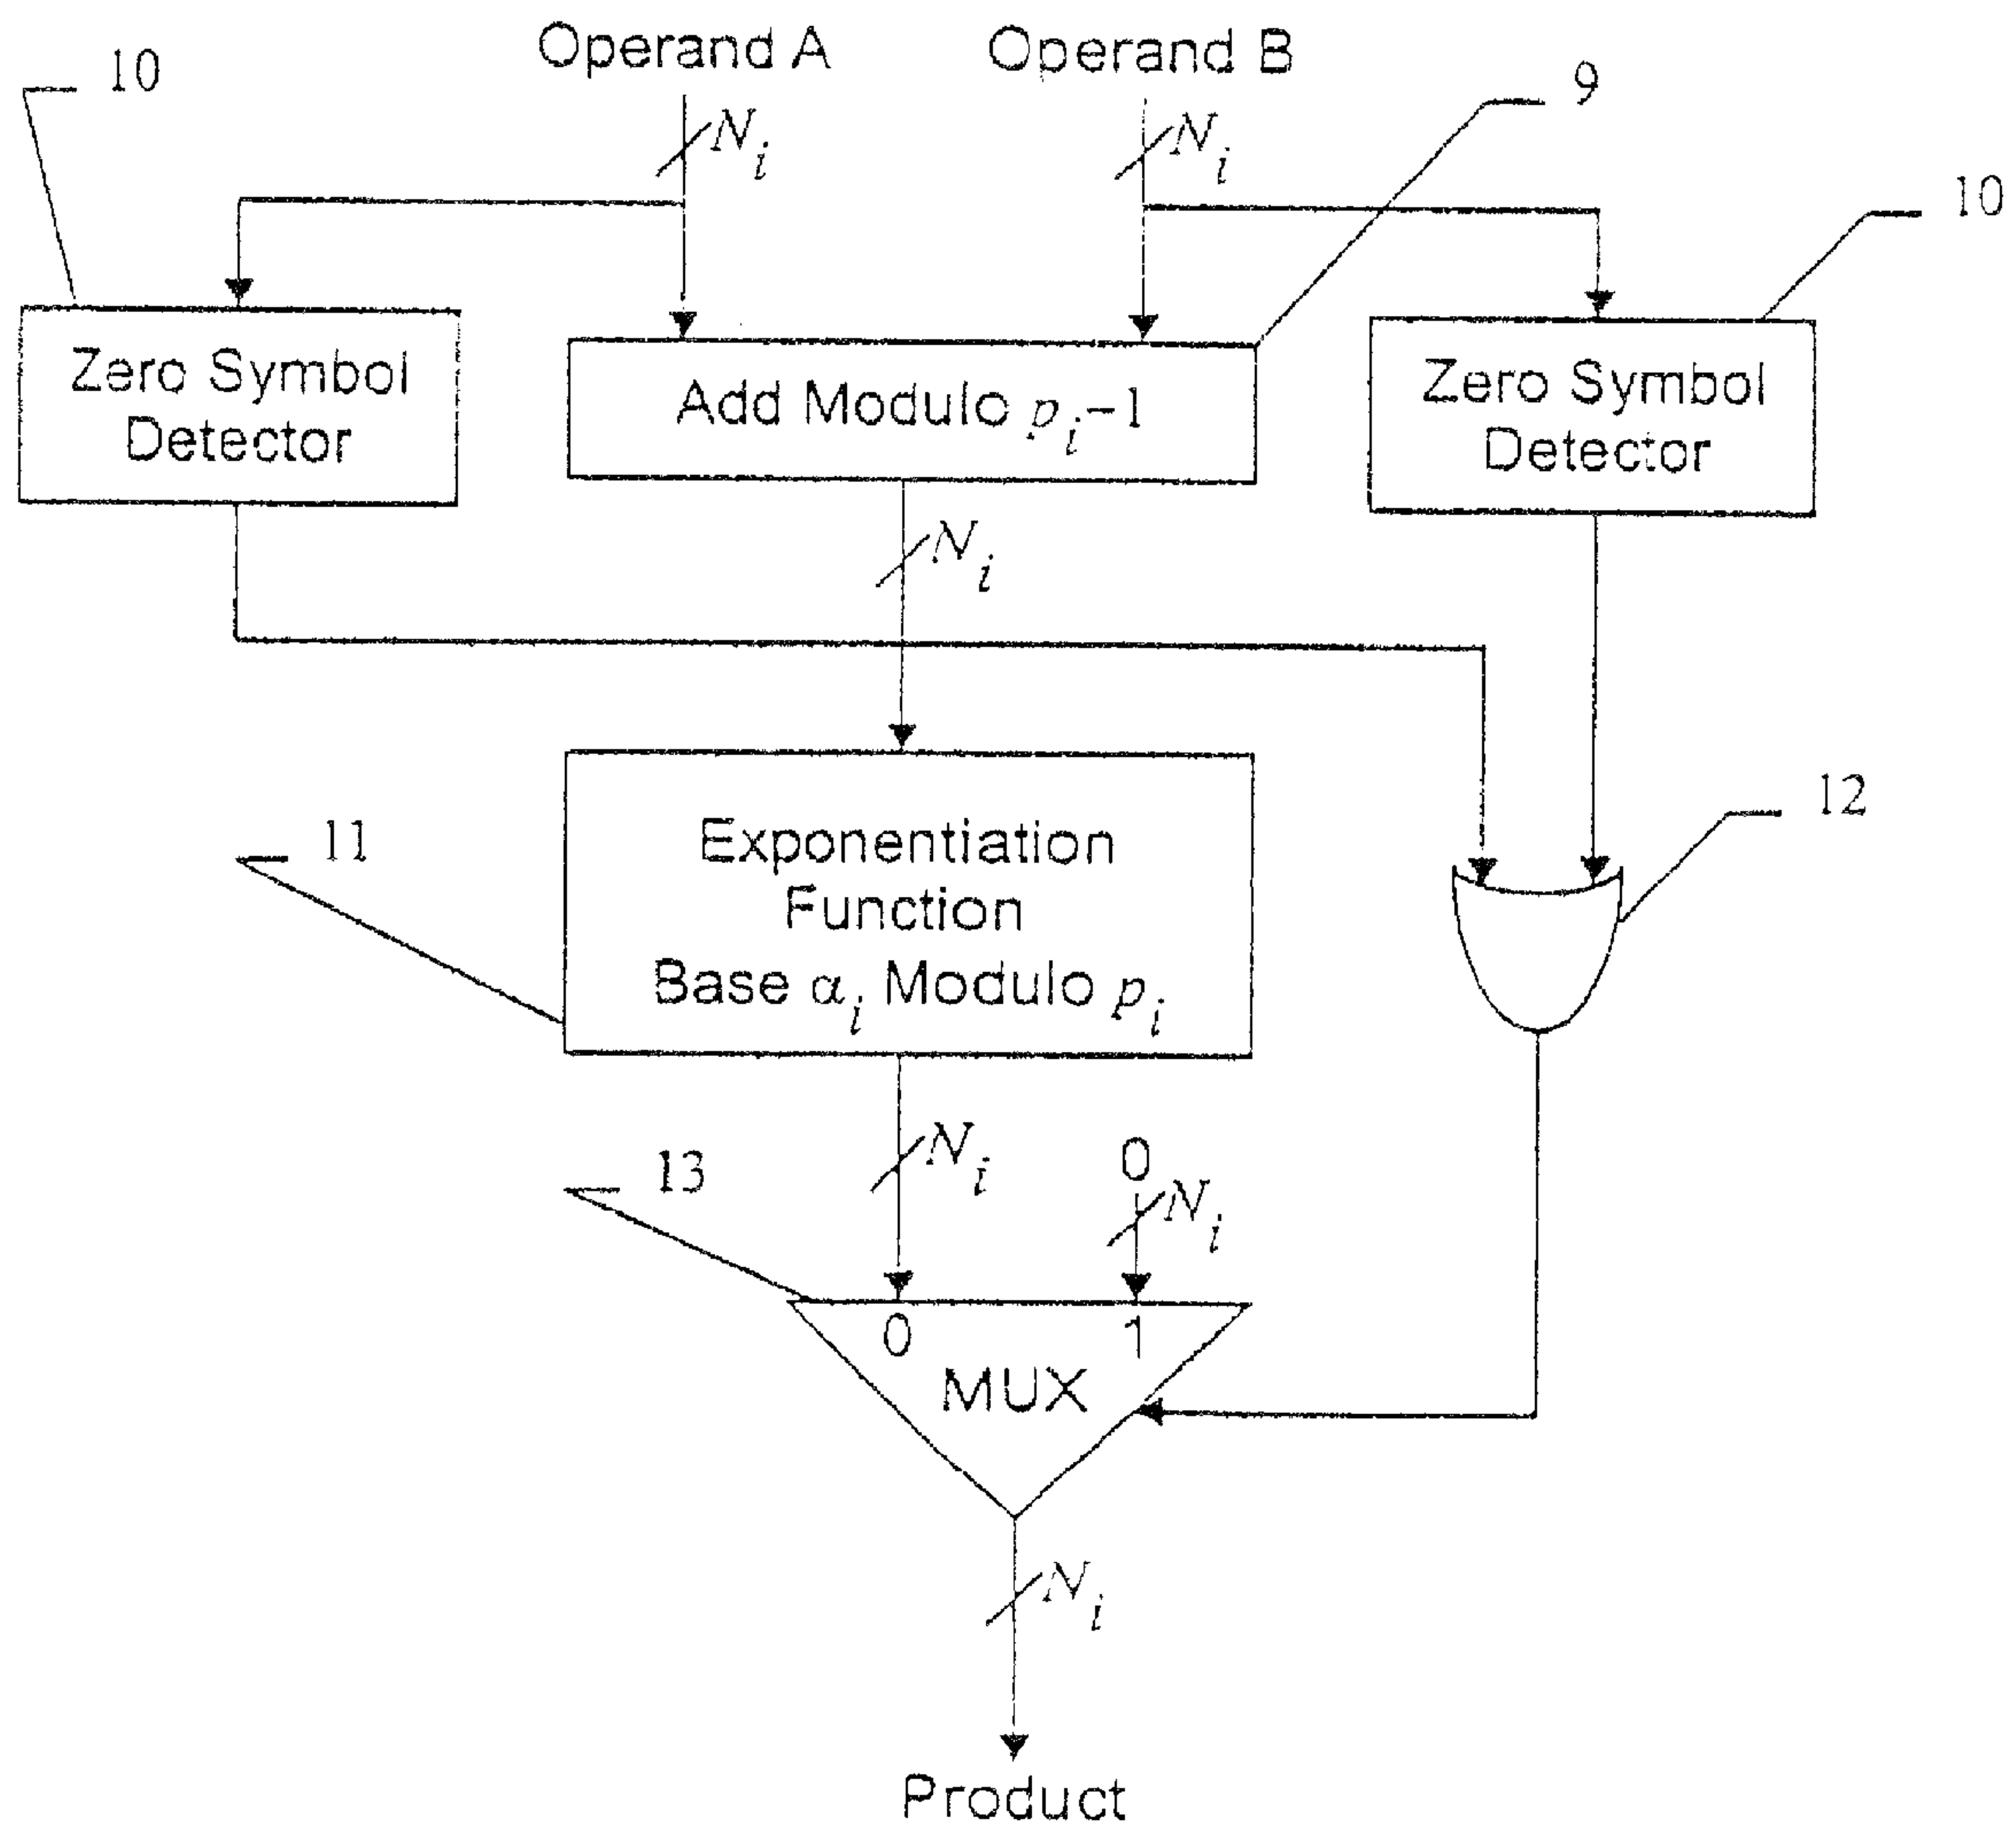 Operand A
Operand B
10
9
N_i
N_i
10
Zero Symbol
Detector
Add Modulo p_i−1
Zero Symbol
Detector
N_i
12
11
Exponentiation
Function
Base α_i Modulo p_i
N_i
0
13
N_i
0
1
MUX
N_i
Product